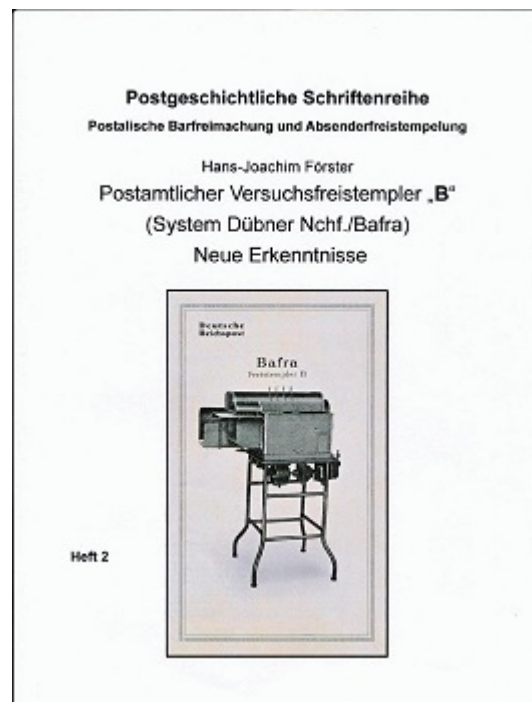 Postgeschichtliche Schriftenreihe
Postalische Barfreimachung und Absenderfreistempelung
Hans-Joachim Förster
Postamtlicher Versuchsfreistempler „B“
(System Dübner Nchf./Bafra)
Neue Erkenntnisse
Deutsche
Reichspost
Bafra
B
Heft 2